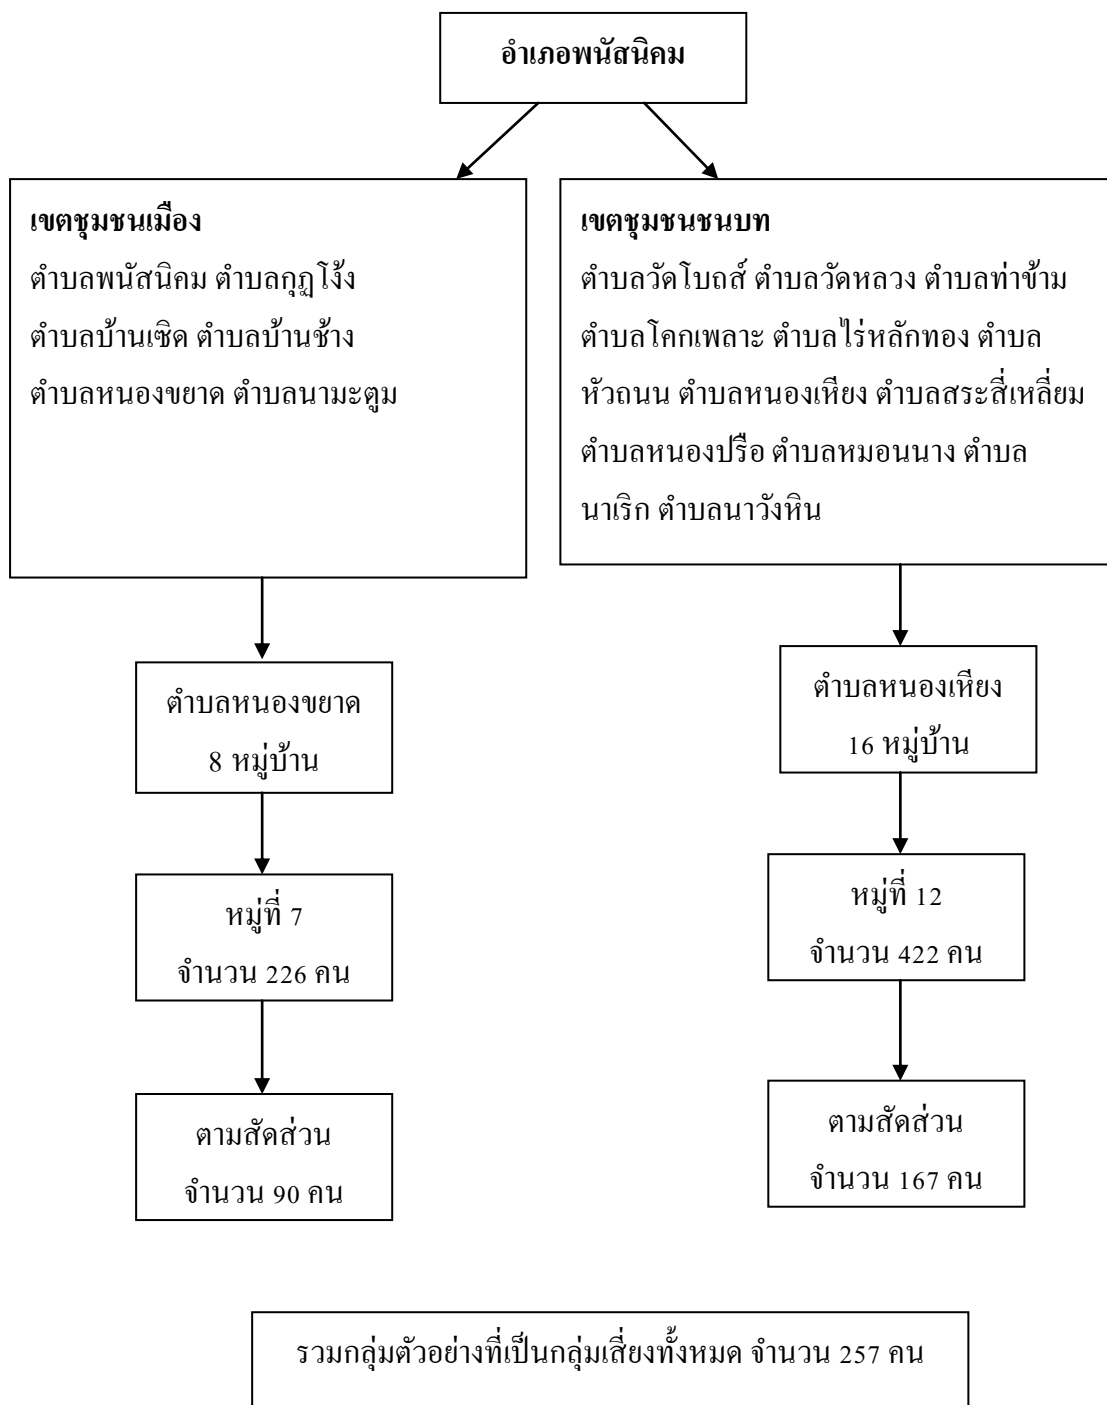 อำเภอพนัสนิคม
เขตชุมชนเมือง
ตำบลพนัสนิคม ตำบลกุฏโง้ง
ตำบลบ้านเซิด ตำบลบ้านช้าง
ตำบลหนองขยาด ตำบลนามะตูม
เขตชุมชนชนบท
ตำบลวัดโบถส์ ตำบลวัดหลวง ตำบลท่าข้าม
ตำบลโคกเพลาะ ตำบลไร่หลักทอง ตำบล
หัวถนน ตำบลหนองเหียง ตำบลสระสี่เหลี่ยม
ตำบลหนองปรือ ตำบลหมอนนาง ตำบล
นาเริก ตำบลนาวังหิน
ตำบลหนองขยาด
8 หมู่บ้าน
ตำบลหนองเหียง
16 หมู่บ้าน
หมู่ที่ 7
จำนวน 226 คน
หมู่ที่ 12
จำนวน 422 คน
ตามสัดส่วน
จำนวน 90 คน
ตามสัดส่วน
จำนวน 167 คน
รวมกลุ่มตัวอย่างที่เป็นกลุ่มเสี่ยงทั้งหมด จำนวน 257 คน